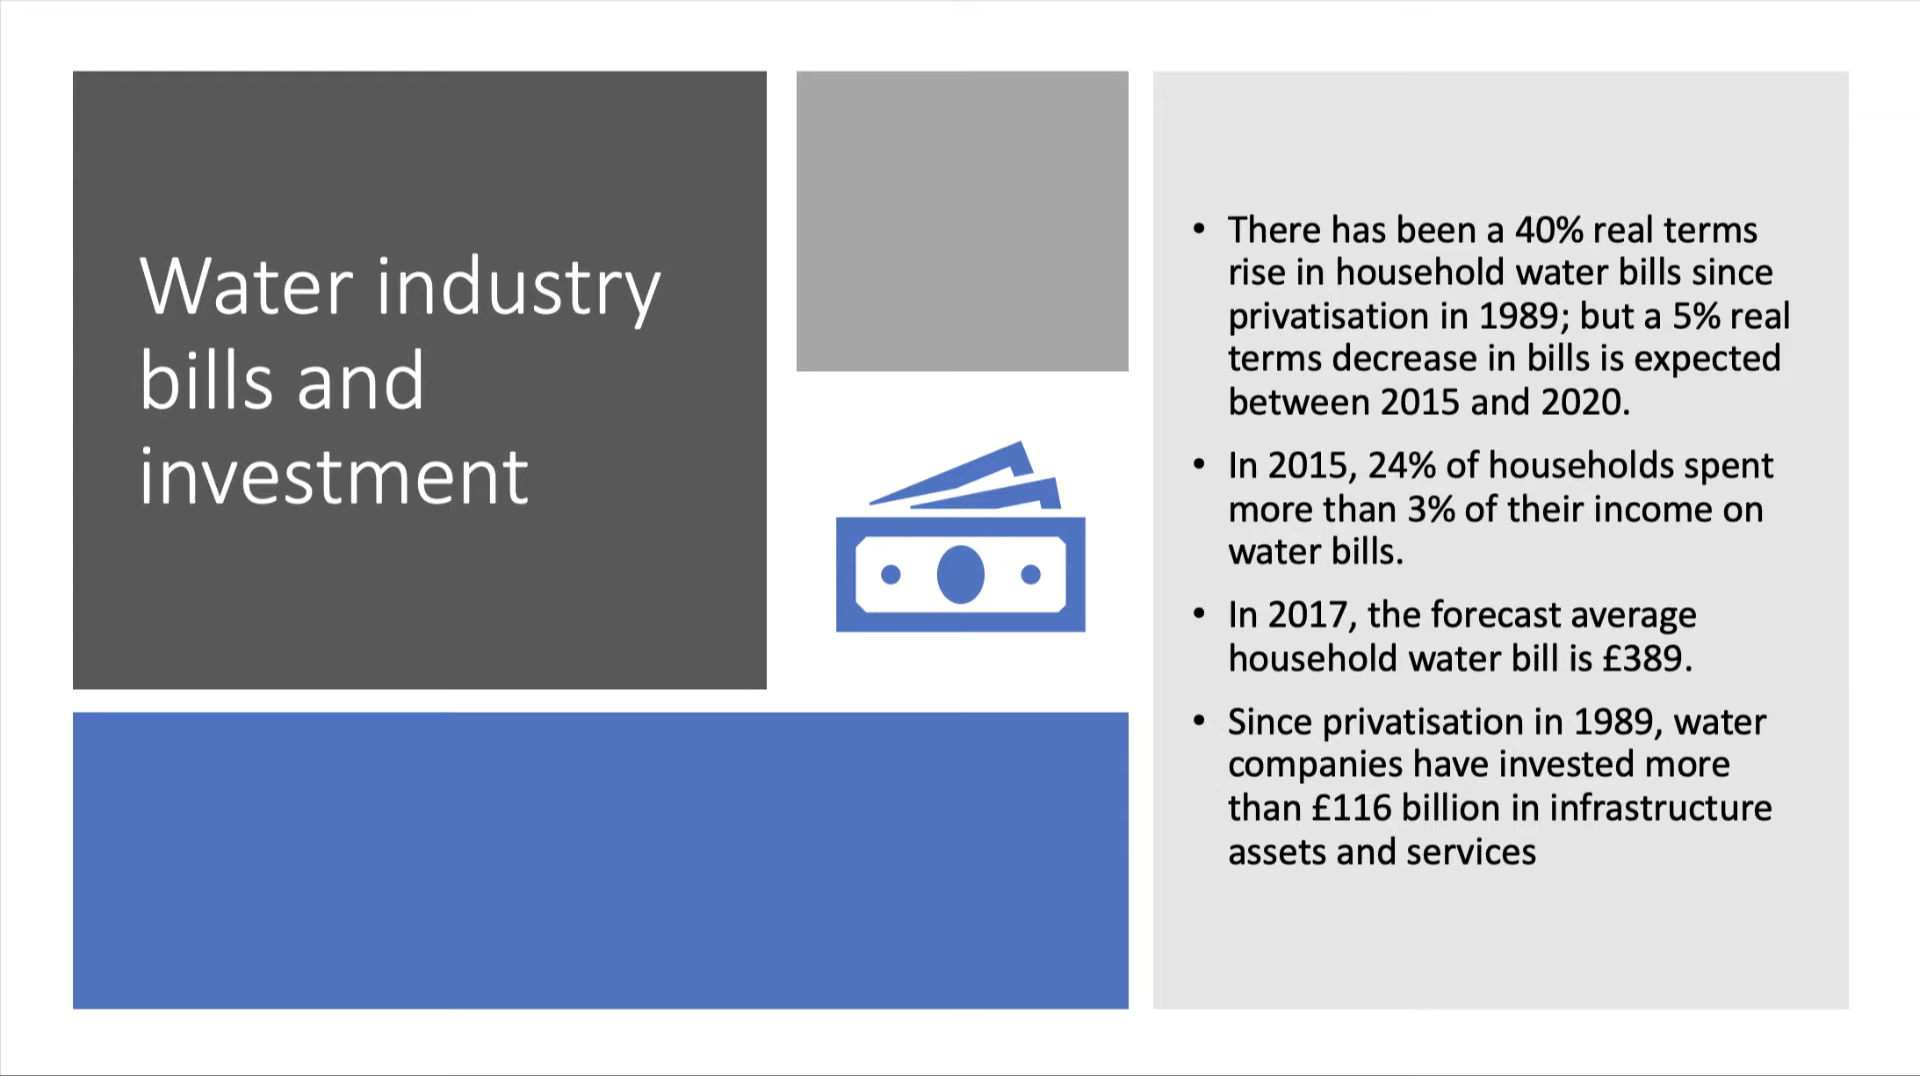 Water industry
bills and
investment
• There has been a 40% real terms
rise in household water bills since
privatisation in 1989; but a 5% real
terms decrease in bills is expected
between 2015 and 2020.
• In 2015, 24% of households spent
more than 3% of their income on
water bills.
• In 2017, the forecast average
household water bill is £389.
• Since privatisation in 1989, water
companies have invested more
than £116 billion in infrastructure
assets and services